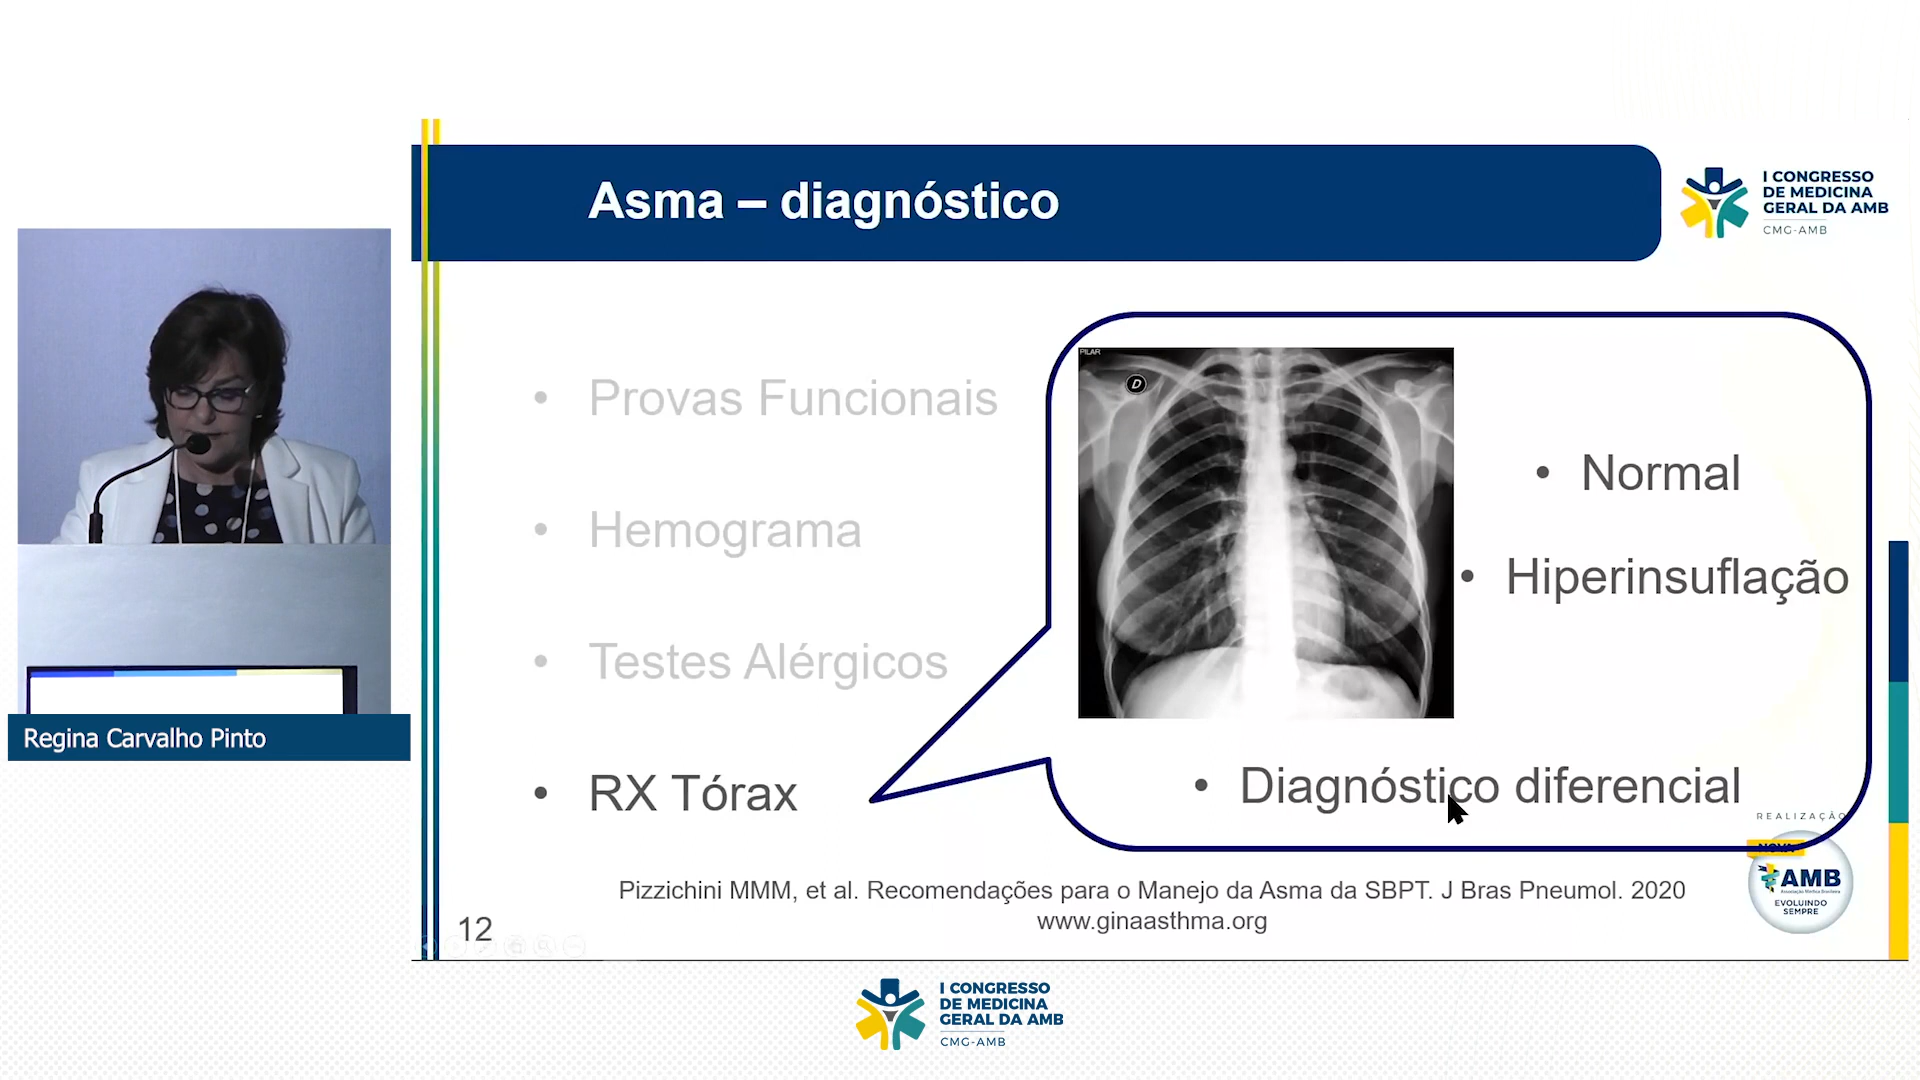 Asma – diagnóstico
I CONGRESSO
DE MEDICINA
GERAL DA AMB
CMG-AMB
• Provas Funcionais
• Hemograma
• Testes Alérgicos
• RX Tórax
PILAR
D
• Normal
• Hiperinsuflação
• Diagnóstico diferencial
Regina Carvalho Pinto
REALIZAÇÃO
NOVA
AMB
Associação Médica Brasileira
EVOLUINDO
SEMPRE
Pizzichini MMM, et al. Recomendações para o Manejo da Asma da SBPT. J Bras Pneumol. 2020
www.ginaasthma.org
12
I CONGRESSO
DE MEDICINA
GERAL DA AMB
CMG-AMB